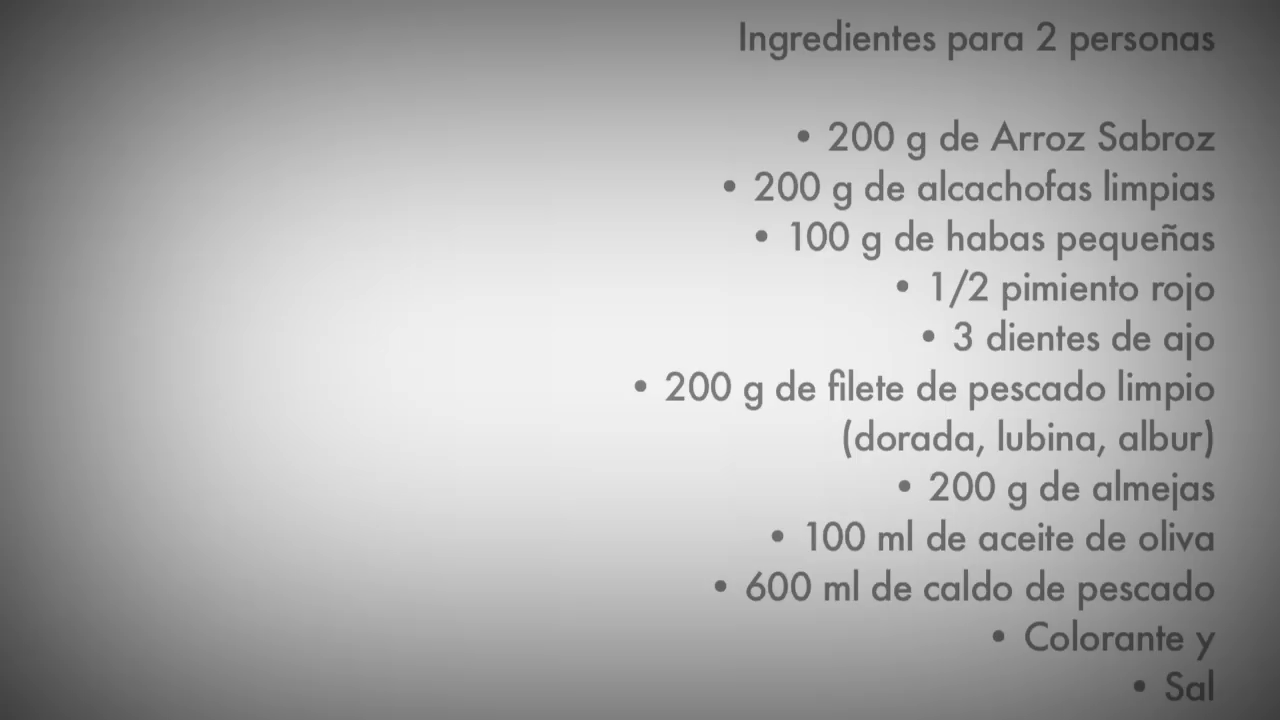 Ingredientes para 2 personas
• 200 g de Arroz Sabroz
• 200 g de alcachofas limpias
• 100 g de habas pequeñas
• 1/2 pimiento rojo
• 3 dientes de ajo
• 200 g de filete de pescado limpio
(dorada, lubina, albur)
• 200 g de almejas
• 100 ml de aceite de oliva
• 600 ml de caldo de pescado
• Colorante y
• Sal